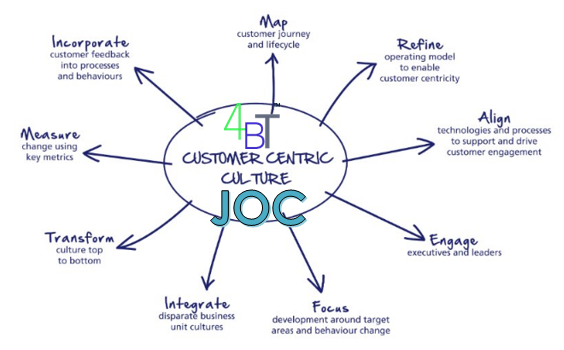 Map
customer journey
and lifecycle
Refine
operating model
to enable
customer centricity
Align
technologies and processes
to support and drive
customer engagement
Engage
executives and leaders
Focus
development around target
areas and behaviour change
Integrate
disparate business
unit cultures
Transform
culture top
to bottom
Measure
change using
key metrics
Incorporate
customer feedback
into processes
and behaviours
4BT™
CUSTOMER CENTRIC
CULTURE
JOC